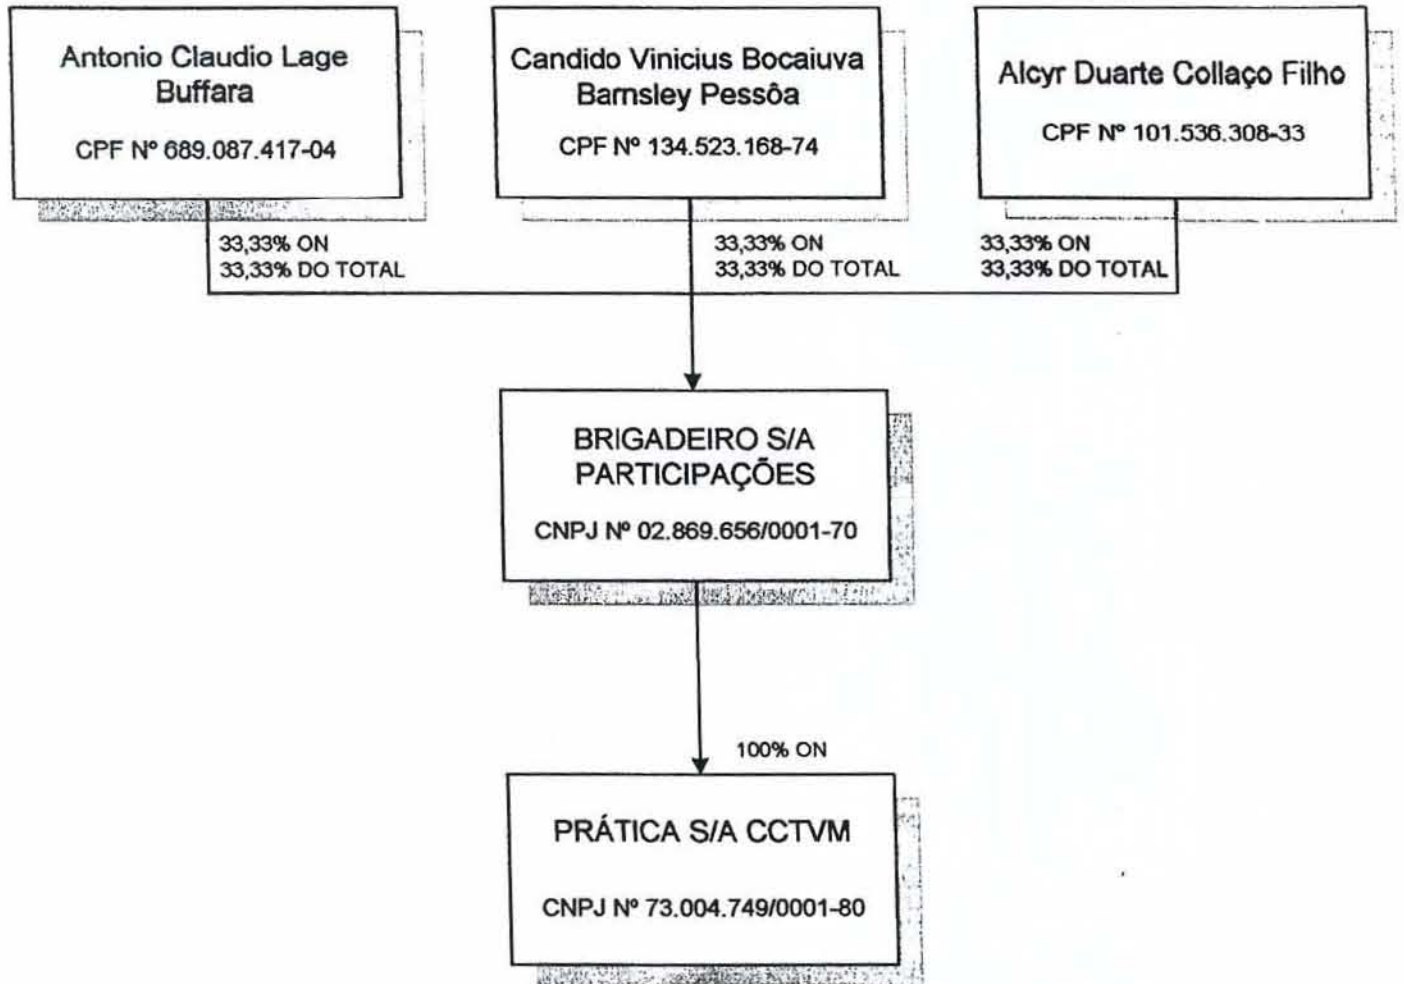 Antonio Claudio Lage
Buffara
CPF Nº 689.087.417-04
Candido Vinicius Bocaiuva
Barnsley Pessôa
CPF Nº 134.523.168-74
Alcyr Duarte Collaço Filho
CPF Nº 101.536.308-33
33,33% ON
33,33% DO TOTAL
33,33% ON
33,33% DO TOTAL
33,33% ON
33,33% DO TOTAL
BRIGADEIRO S/A
PARTICIPAÇÕES
CNPJ Nº 02.869.656/0001-70
100% ON
PRÁTICA S/A CCTVM
CNPJ Nº 73.004.749/0001-80